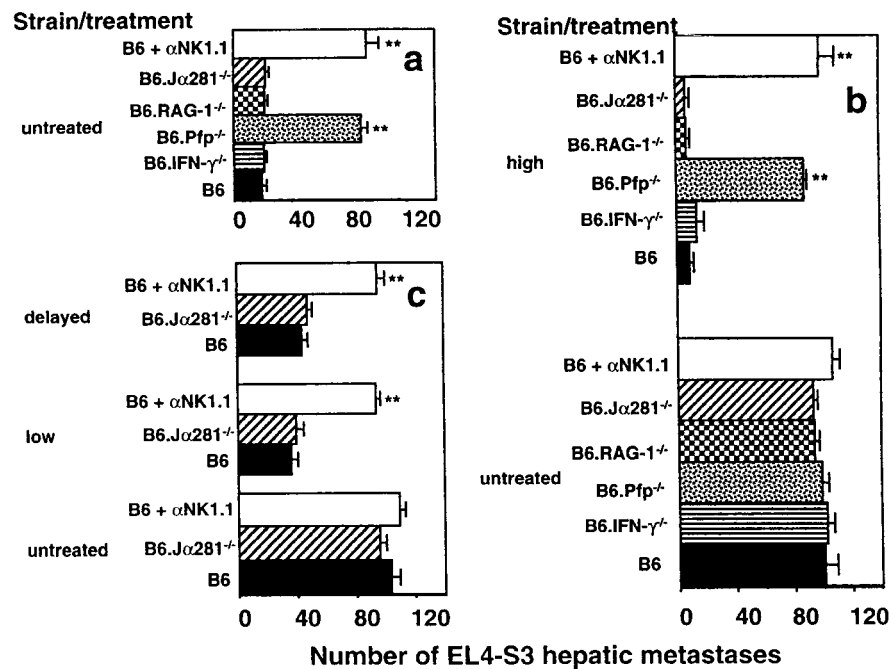 Strain/treatment
B6 + αNK1.1
**
a
B6.Jα281-/-
B6.RAG-1-/-
untreated
B6.Pfp-/-
**
B6.IFN-γ-/-
B6
0 40 80 120
B6 + αNK1.1
**
c
delayed
B6.Jα281-/-
B6
B6 + αNK1.1
**
low
B6.Jα281-/-
B6
B6 + αNK1.1
untreated
B6.Jα281-/-
B6
0 40 80 120
Strain/treatment
B6 + αNK1.1
**
b
B6.Jα281-/-
B6.RAG-1-/-
high
B6.Pfp-/-
**
B6.IFN-γ-/-
B6
B6 + αNK1.1
B6.Jα281-/-
B6.RAG-1-/-
untreated
B6.Pfp-/-
B6.IFN-γ-/-
B6
0 40 80 120
Number of EL4-S3 hepatic metastases